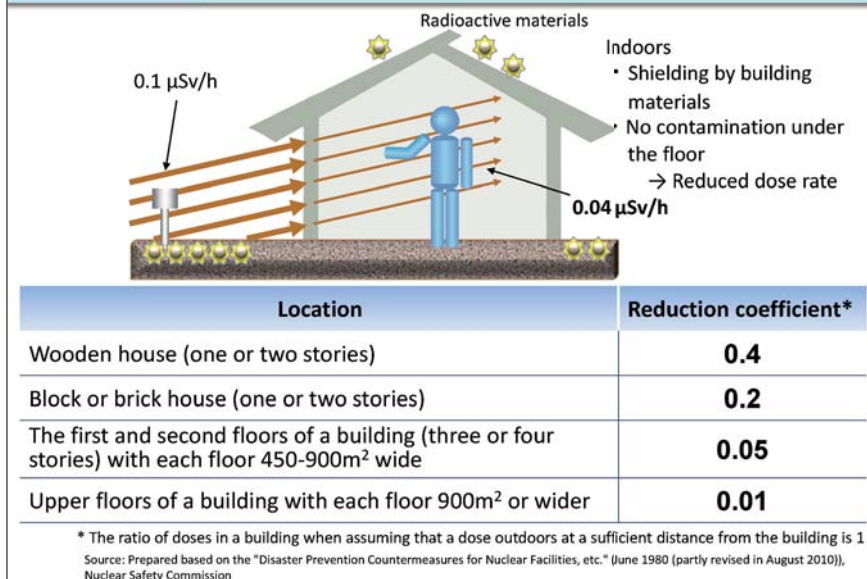 Radioactive materials
0.1 μSv/h
Indoors
・ Shielding by building
materials
・ No contamination under
the floor
→ Reduced dose rate
0.04 μSv/h
Location
Reduction coefficient*
Wooden house (one or two stories)
0.4
Block or brick house (one or two stories)
0.2
The first and second floors of a building (three or four
stories) with each floor 450-900m² wide
0.05
Upper floors of a building with each floor 900m² or wider
0.01
* The ratio of doses in a building when assuming that a dose outdoors at a sufficient distance from the building is 1
Source: Prepared based on the "Disaster Prevention Countermeasures for Nuclear Facilities, etc." (June 1980 (partly revised in August 2010)),
Nuclear Safety Commission